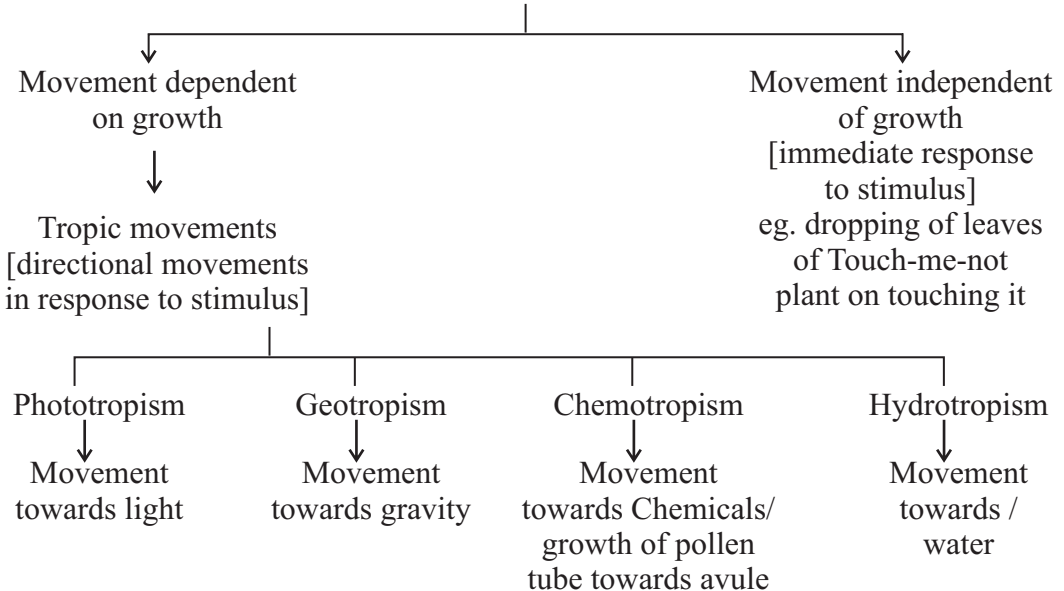 Movement dependent
on growth
Movement independent
of growth
[immediate response
to stimulus]
eg. dropping of leaves
of Touch-me-not
plant on touching it
Tropic movements
[directional movements
in response to stimulus]
Phototropism
Movement
towards light
Geotropism
Movement
towards gravity
Chemotropism
Movement
towards Chemicals/
growth of pollen
tube towards avule
Hydrotropism
Movement
towards /
water